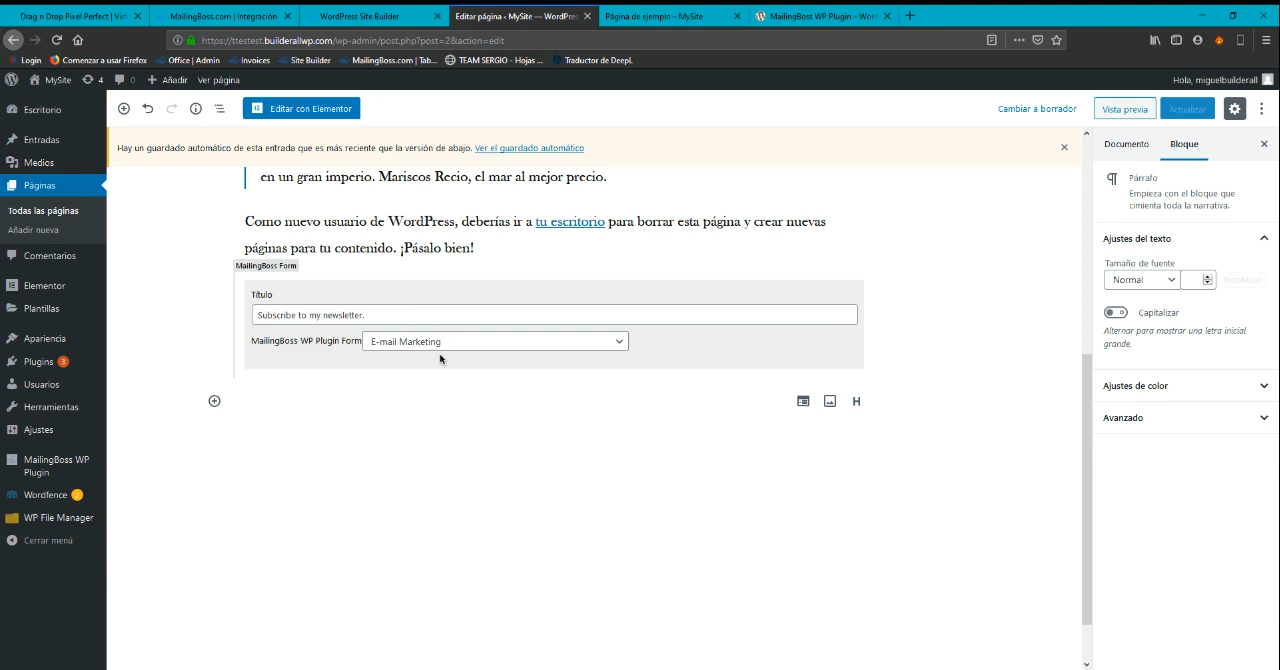 Drag n Drop Pixel Perfect | Virtu
MailingBoss.com | Integración
WordPress Site Builder
Editar página ‹ MySite — WordPres
Página de ejemplo – MySite
MailingBoss WP Plugin – Word
https://ttestest.builderallwp.com/wp-admin/post.php?post=2&action=edit
Login
Comenzar a usar Firefox
Office | Admin
Invoices
Site Builder
MailingBoss.com | Tab...
TEAM SERGIO - Hojas ...
Traductor de DeepL
MySite
4
0
Añadir
Ver página
Hola, miguelbuilderall
Escritorio
Entradas
Medios
Páginas
Todas las páginas
Añadir nueva
Comentarios
Elementor
Plantillas
Apariencia
Plugins 3
Usuarios
Herramientas
Ajustes
MailingBoss WP
Plugin
Wordfence 2
WP File Manager
Cerrar menú
Editar con Elementor
Cambiar a borrador
Vista previa
Actualizar
Hay un guardado automático de esta entrada que es más reciente que la versión de abajo. Ver el guardado automático
en un gran imperio. Mariscos Recio, el mar al mejor precio.
Como nuevo usuario de WordPress, deberías ir a tu escritorio para borrar esta página y crear nuevas
páginas para tu contenido. ¡Pásalo bien!
MailingBoss Form
Título
Subscribe to my newsletter.
MailingBoss WP Plugin Form
E-mail Marketing
H
Documento
Bloque
Párrafo
Empieza con el bloque que
cimienta toda la narrativa.
Ajustes del texto
Tamaño de fuente
Normal
Restablecer
Capitalizar
Alternar para mostrar una letra inicial
grande.
Ajustes de color
Avanzado